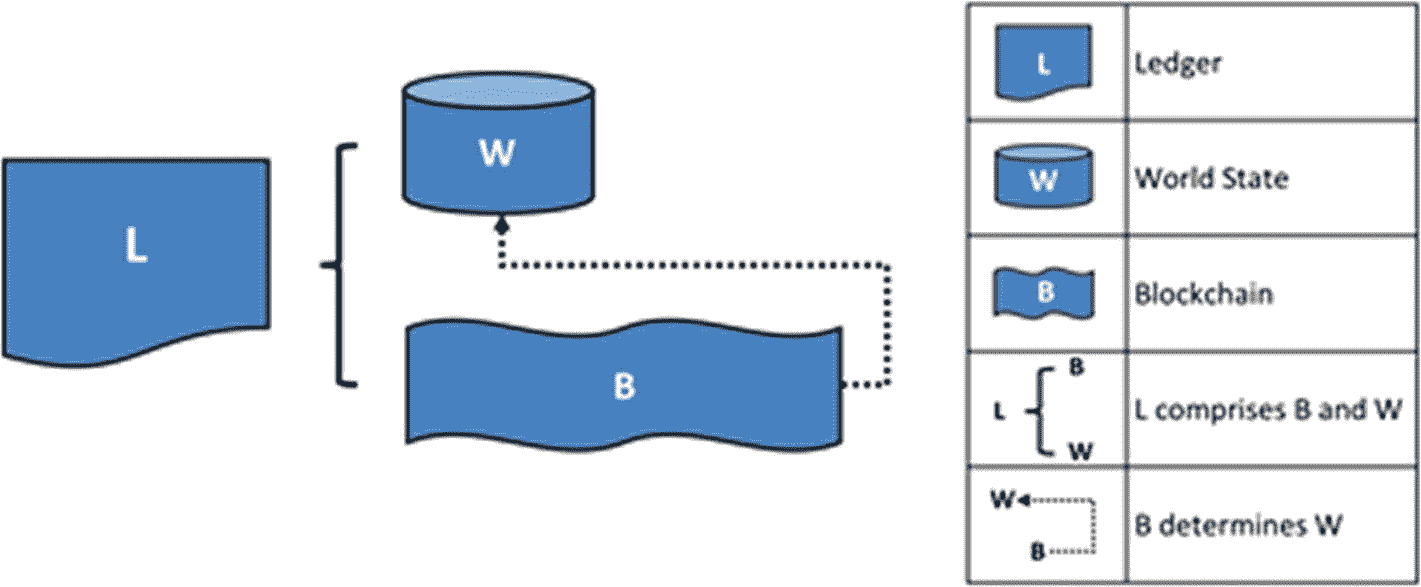 L
W
B
L
Ledger
W
World State
B
Blockchain
B
L
W
L comprises B and W
W
B
B determines W